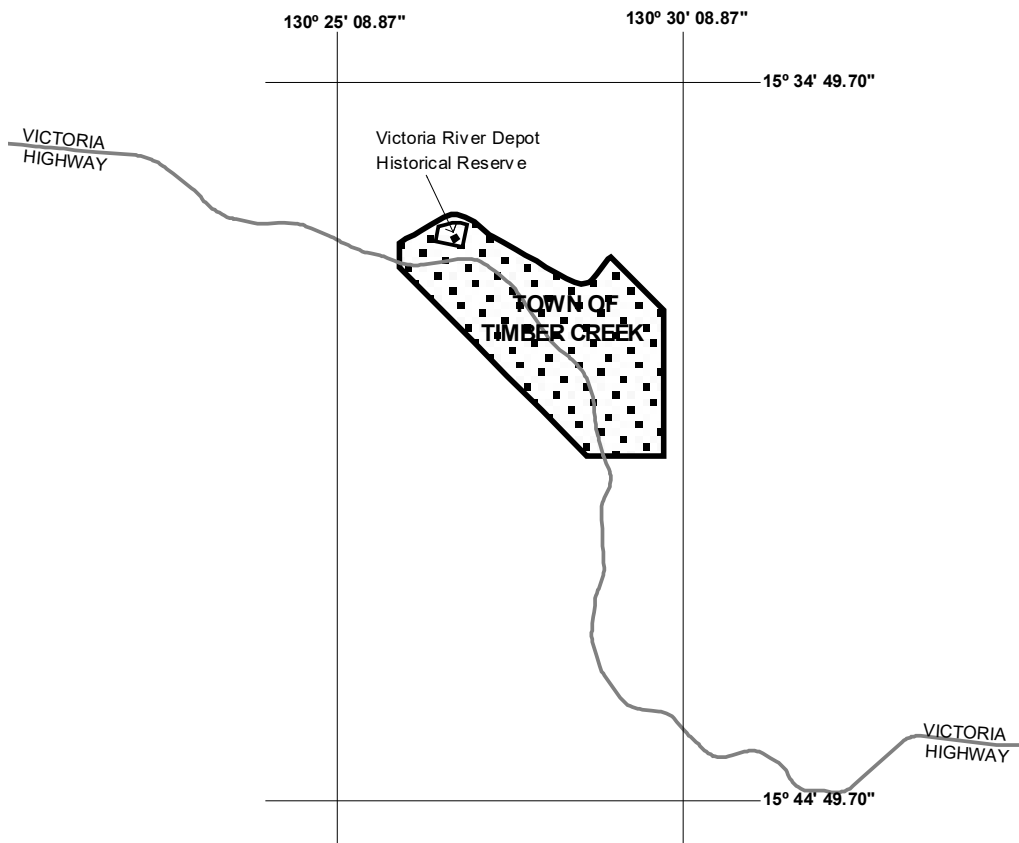 130º 25' 08.87"
130º 30' 08.87"
15º 34' 49.70"
VICTORIA
HIGHWAY
Victoria River Depot
Historical Reserve
TOWN OF
TIMBER CREEK
VICTORIA
HIGHWAY
15º 44' 49.70"